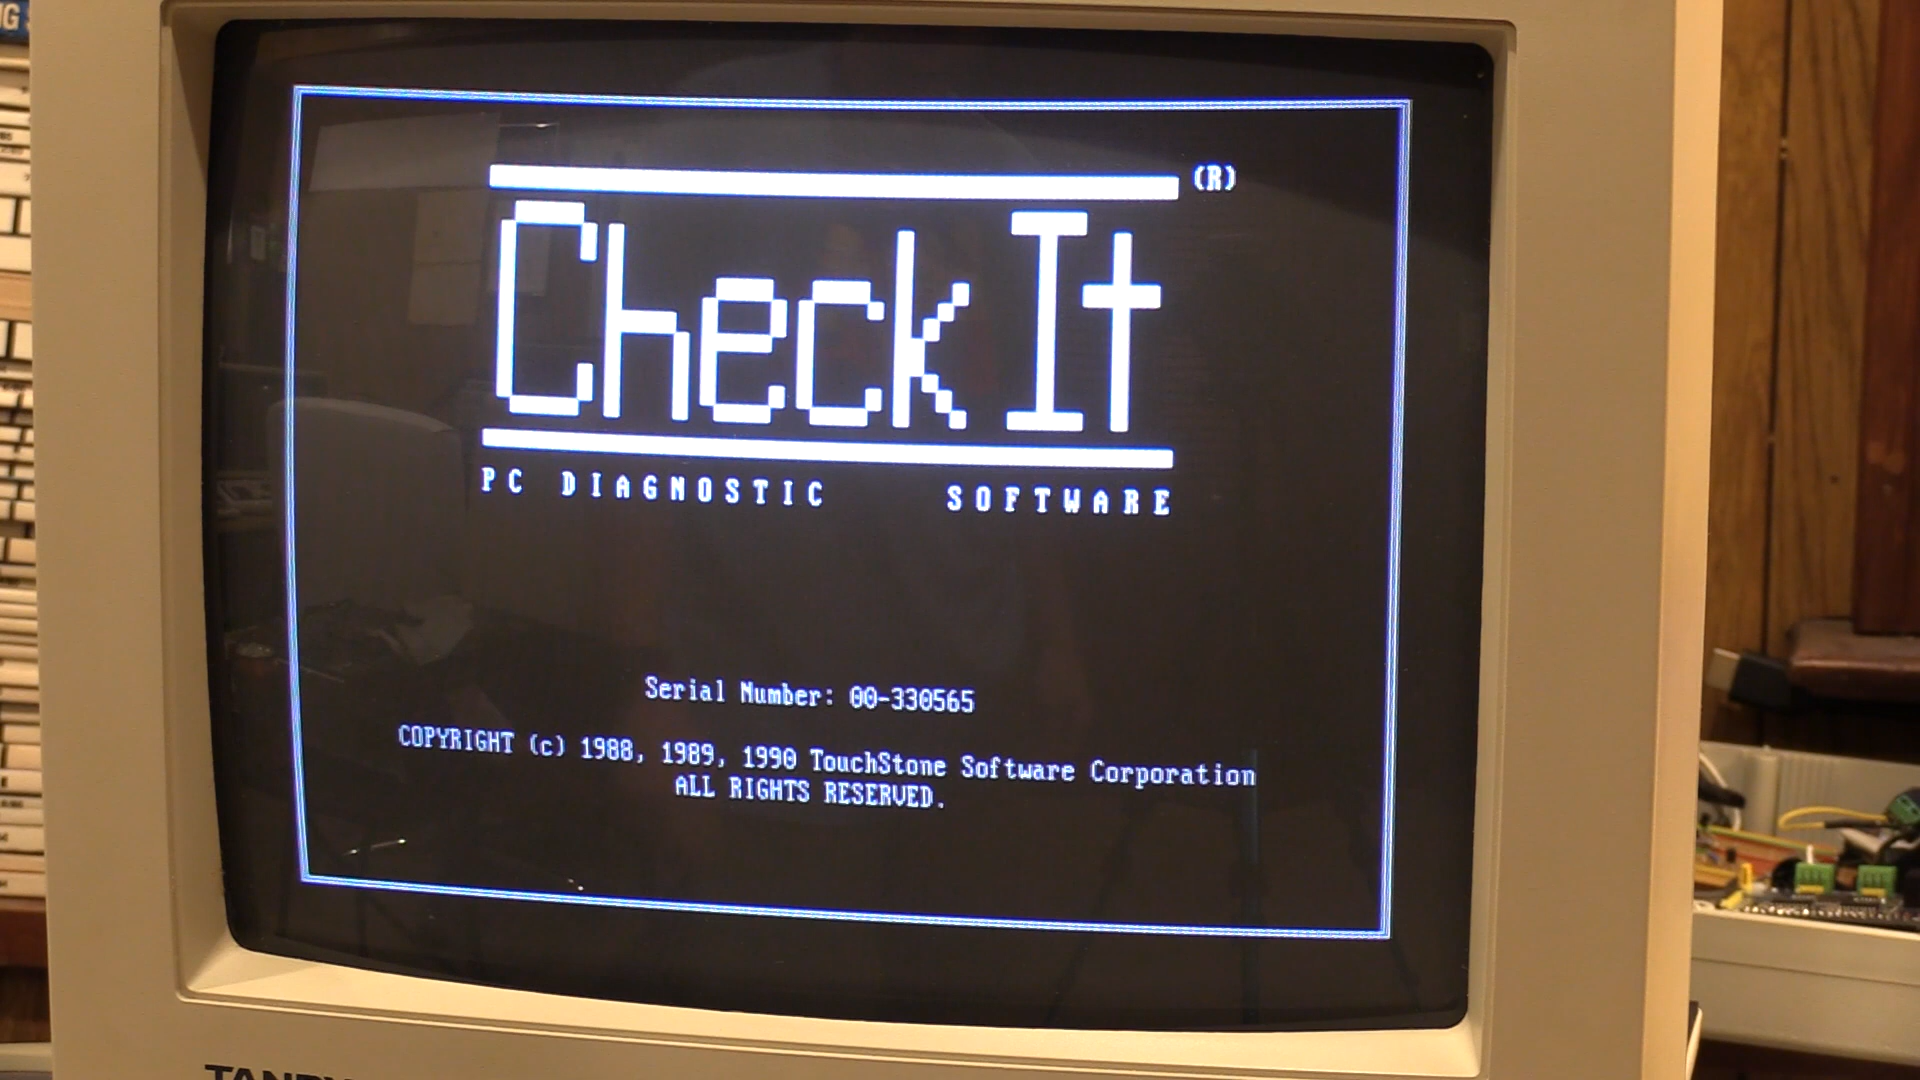 (R)
Check It
PC DIAGNOSTIC SOFTWARE
Serial Number: 00-330565
COPYRIGHT (c) 1988, 1989, 1990 TouchStone Software Corporation
ALL RIGHTS RESERVED.